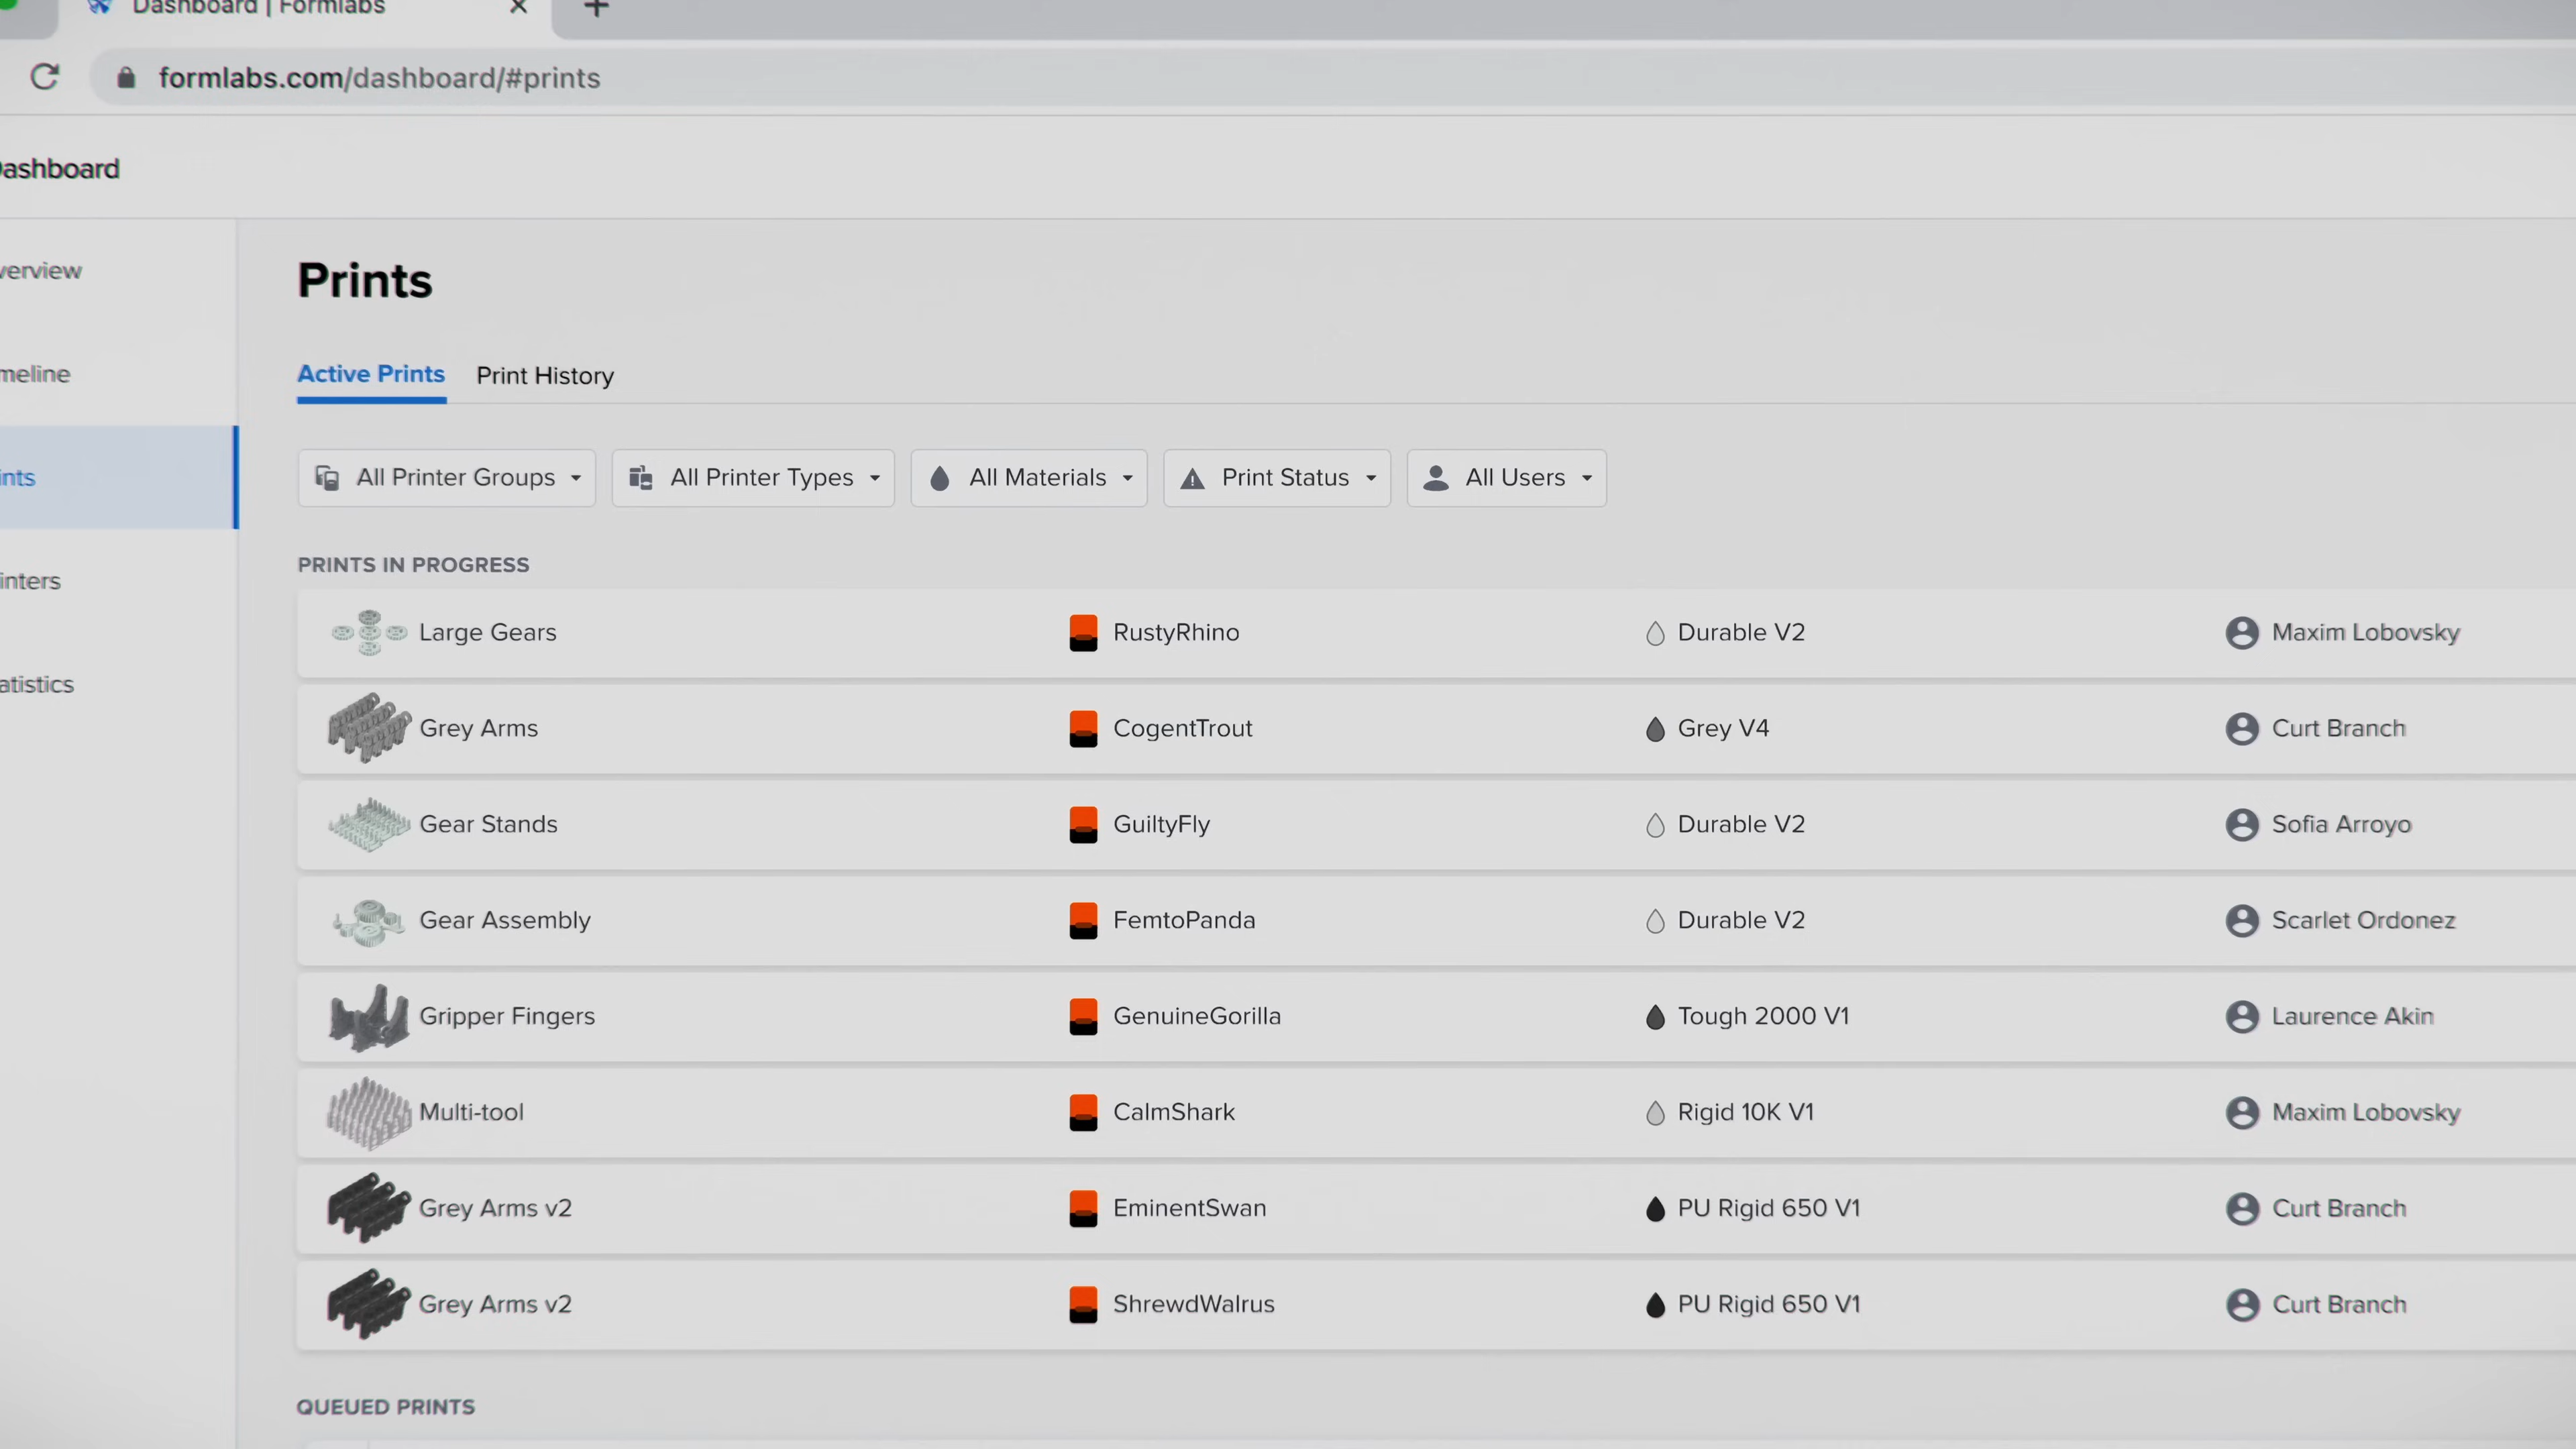 Dashboard | Formlabs
formlabs.com/dashboard/#prints
Dashboard
verview
Prints
meline
Active Prints Print History
ints
All Printer Groups All Printer Types All Materials Print Status All Users
PRINTS IN PROGRESS
inters
Large Gears RustyRhino Durable V2 Maxim Lobovsky
atistics
Grey Arms CogentTrout Grey V4 Curt Branch
Gear Stands GuiltyFly Durable V2 Sofia Arroyo
Gear Assembly FemtoPanda Durable V2 Scarlet Ordonez
Gripper Fingers GenuineGorilla Tough 2000 V1 Laurence Akin
Multi-tool CalmShark Rigid 10K V1 Maxim Lobovsky
Grey Arms v2 EminentSwan PU Rigid 650 V1 Curt Branch
Grey Arms v2 ShrewdWalrus PU Rigid 650 V1 Curt Branch
QUEUED PRINTS